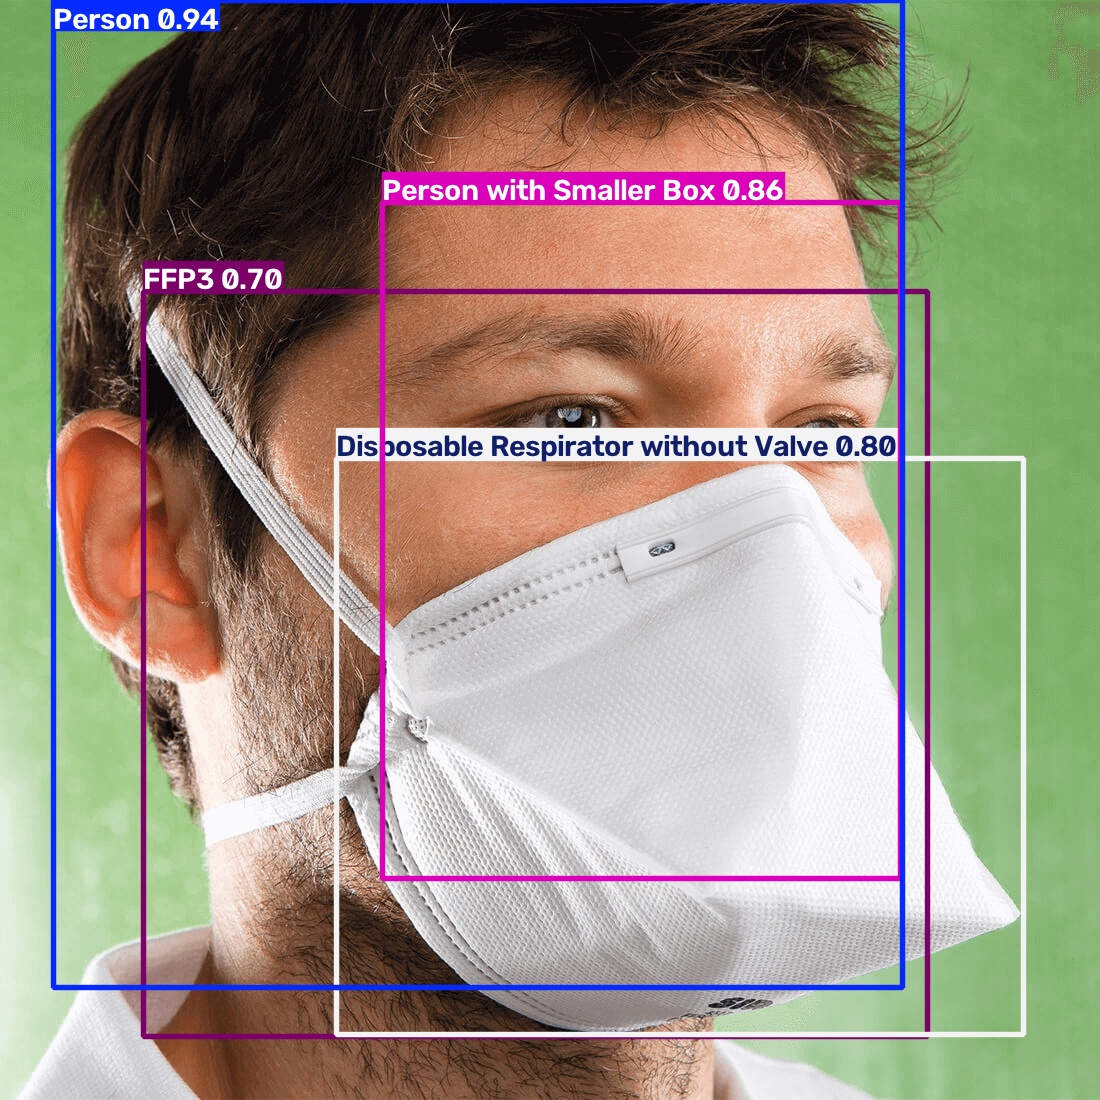 Person 0.94
Person with Smaller Box 0.86
FFP3 0.70
Disposable Respirator without Valve 0.80